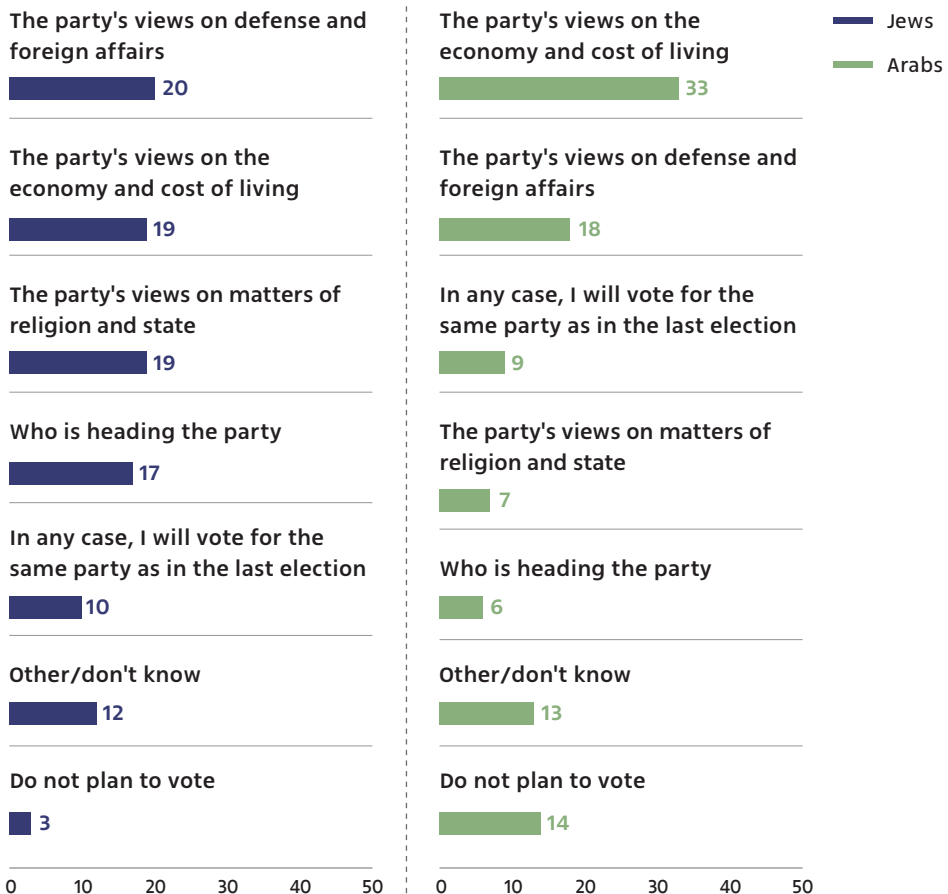 The party's views on defense and
foreign affairs
20
The party's views on the
economy and cost of living
19
The party's views on matters of
religion and state
19
Who is heading the party
17
In any case, I will vote for the
same party as in the last election
10
Other/don't know
12
Do not plan to vote
3
0 10 20 30 40 50
The party's views on the
economy and cost of living
33
The party's views on defense and
foreign affairs
18
In any case, I will vote for the
same party as in the last election
9
The party's views on matters of
religion and state
7
Who is heading the party
6
Other/don't know
13
Do not plan to vote
14
0 10 20 30 40 50
Jews
Arabs